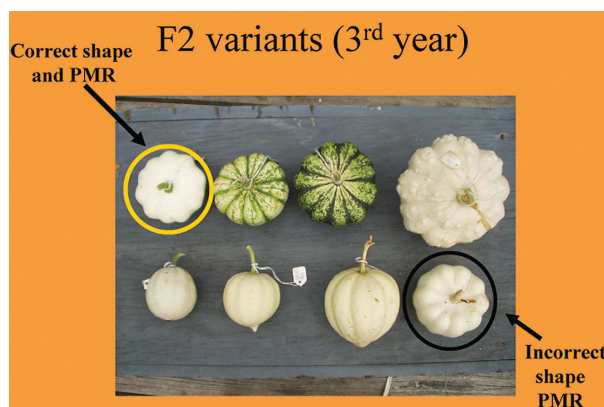 F2 variants (3rd year)
Correct shape
and PMR
Incorrect
shape
PMR